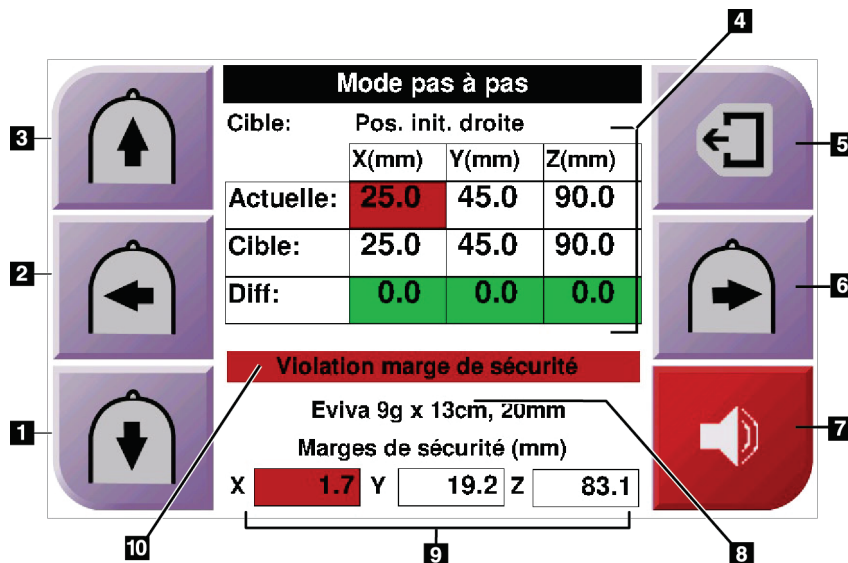 4
Mode pas à pas
Cible: Pos. init. droite
3
5
X(mm) Y(mm) Z(mm)
Actuelle: 25.0 45.0 90.0
Cible: 25.0 45.0 90.0
2
6
Diff: 0.0 0.0 0.0
Violation marge de sécurité
Eviva 9g x 13cm, 20mm
1
7
Marges de sécurité (mm)
X 1.7 Y 19.2 Z 83.1
10
9
8